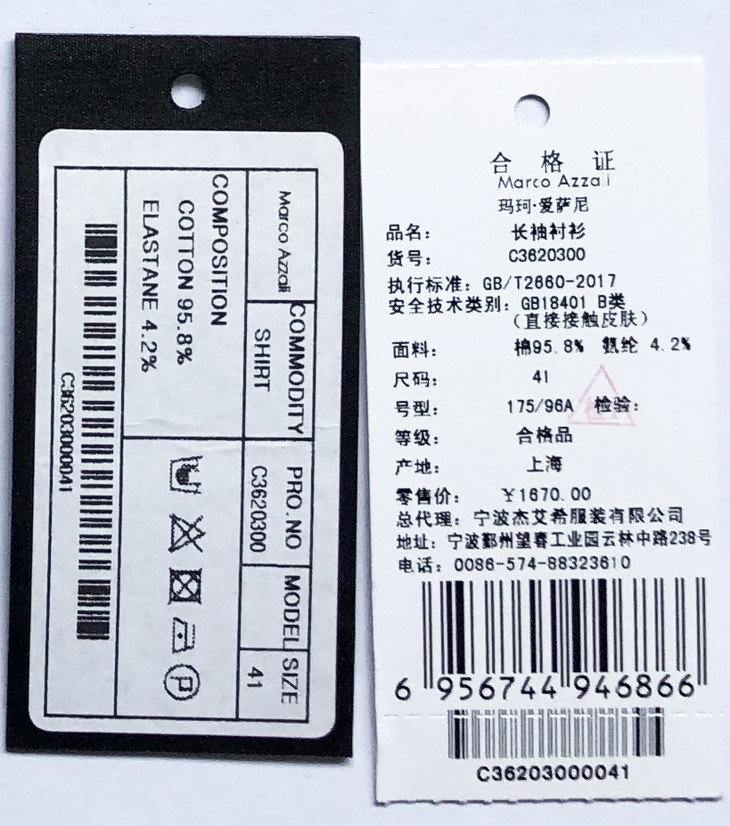 Marco Azzali
COMMODITY
SHIRT
PRO.NO
C3620300
MODEL
SIZE
41
COMPOSITION
COTTON 95.8%
ELASTANE 4.2%
P
C36203000041
合格证
Marco Azzali
玛珂·爱萨尼
品名: 长袖衬衫
货号: C3620300
执行标准: GB/T2660-2017
安全技术类别: GB18401 B类
(直接接触皮肤)
面料: 棉95.8% 氨纶 4.2%
尺码: 41
号型: 175/96A 检验:
等级: 合格品
产地: 上海
零售价: ¥1670.00
总代理: 宁波杰艾希服装有限公司
地址: 宁波鄞州望春工业园云林中路238号
电话: 0086-574-88323610
6 956744 946866
C36203000041